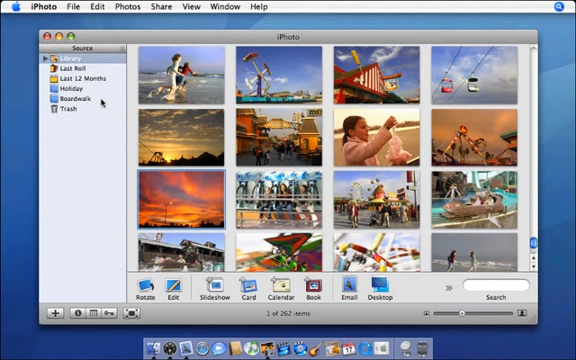 iPhoto File Edit Photos Share View Window Help
iPhoto
Source
Library
Last Roll
Last 12 Months
Holiday
Boardwalk
Trash
Rotate Edit Slideshow Card Calendar Book Email Desktop Search
1 of 262 items